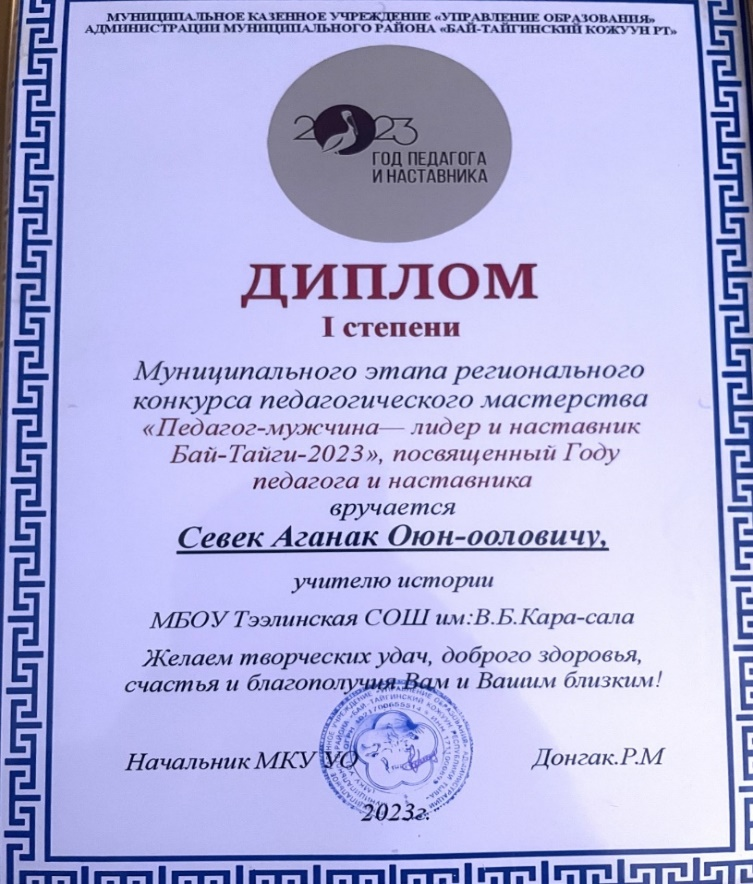 МУНИЦИПАЛЬНОЕ КАЗЕННОЕ УЧРЕЖДЕНИЕ «УПРАВЛЕНИЕ ОБРАЗОВАНИЯ»
АДМИНИСТРАЦИИ МУНИЦИПАЛЬНОГО РАЙОНА «БАЙ-ТАЙГИНСКИЙ КОЖУУН РТ»
2023
ГОД ПЕДАГОГА
И НАСТАВНИКА
ДИПЛОМ
I степени
Муниципального этапа регионального
конкурса педагогического мастерства
«Педагог-мужчина— лидер и наставник
Бай-Тайги-2023», посвященный Году
педагога и наставника
вручается
Севек Аганак Оюн-ооловичу,
учителю истории
МБОУ Тээлинская СОШ им:В.Б.Кара-сала
Желаем творческих удач, доброго здоровья,
счастья и благополучия Вам и Вашим близким!
Начальник МКУ УО Донгак.Р.М
2023г.